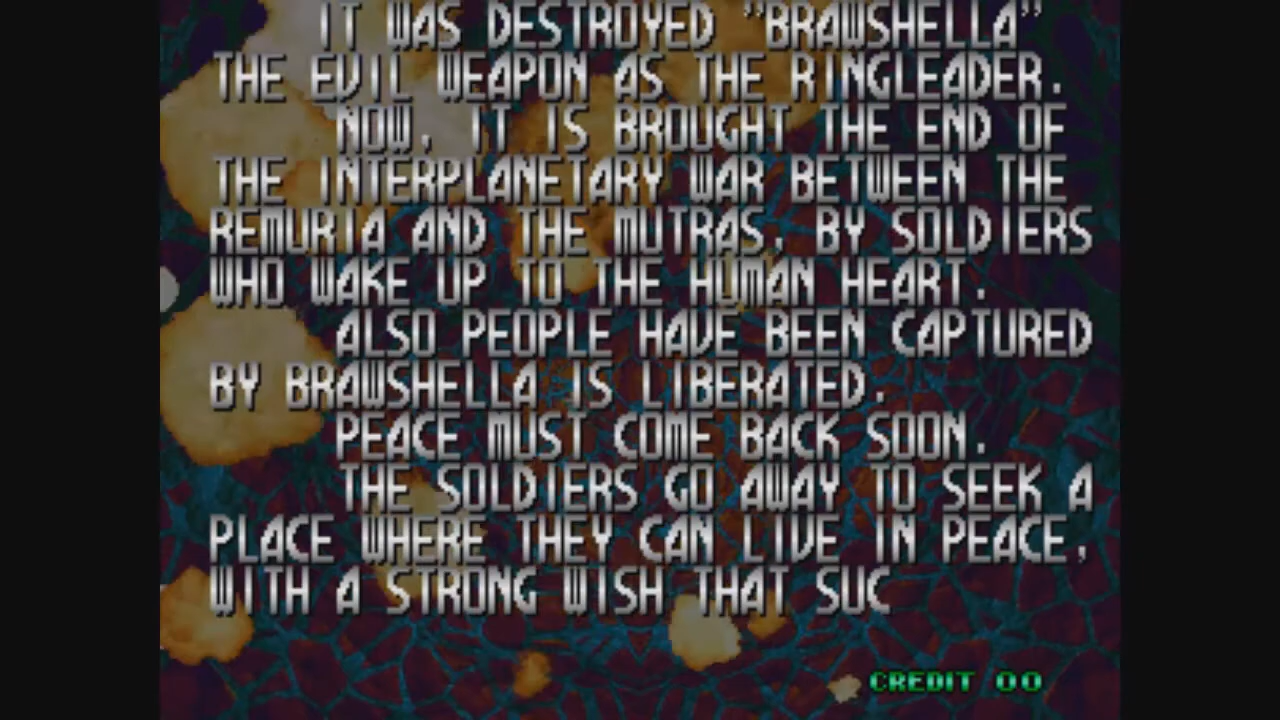 IT WAS DESTROYED "BRAWSHELLA"
THE EVIL WEAPON AS THE RINGLEADER.
NOW, IT IS BROUGHT THE END OF
THE INTERPLANETARY WAR BETWEEN THE
REMURIA AND THE MUTRAS, BY SOLDIERS
WHO WAKE UP TO THE HUMAN HEART.
ALSO PEOPLE HAVE BEEN CAPTURED
BY BRAWSHELLA IS LIBERATED.
PEACE MUST COME BACK SOON.
THE SOLDIERS GO AWAY TO SEEK A
PLACE WHERE THEY CAN LIVE IN PEACE,
WITH A STRONG WISH THAT SUC
CREDIT 00